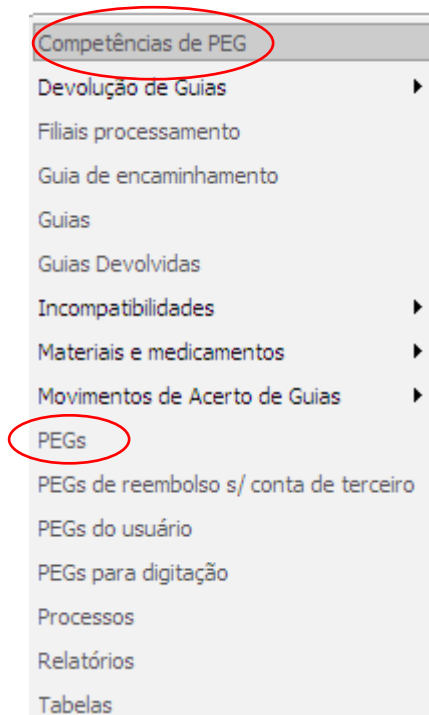 Competências de PEG
Devolução de Guias
Filiais processamento
Guia de encaminhamento
Guias
Guias Devolvidas
Incompatibilidades
Materiais e medicamentos
Movimentos de Acerto de Guias
PEGs
PEGs de reembolso s/ conta de terceiro
PEGs do usuário
PEGs para digitação
Processos
Relatórios
Tabelas